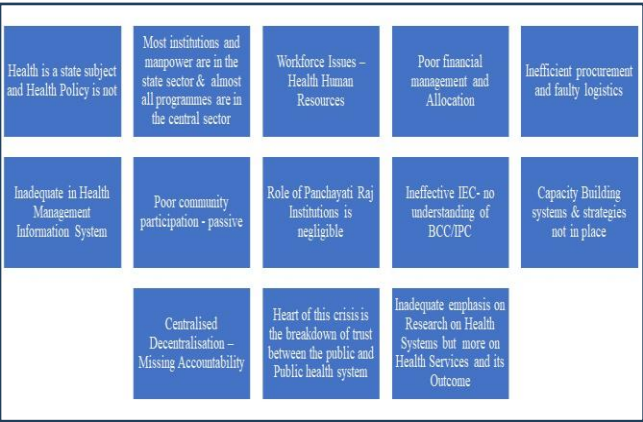 Health is a state subject
and Health Policy is not
Most institutions and
manpower are in the
state sector & almost
all programmes are in
the central sector
Workforce Issues –
Health Human
Resources
Poor financial
management and
Allocation
Inefficient procurement
and faulty logistics
Inadequate in Health
Management
Information System
Poor community
participation - passive
Role of Panchayati Raj
Institutions is
negligible
Ineffective IEC- no
understanding of
BCC/IPC
Capacity Building
systems & strategies
not in place
Centralised
Decentralisation –
Missing Accountability
Heart of this crisis is
the breakdown of trust
between the public and
Public health system
Inadequate emphasis on
Research on Health
Systems but more on
Health Services and its
Outcome